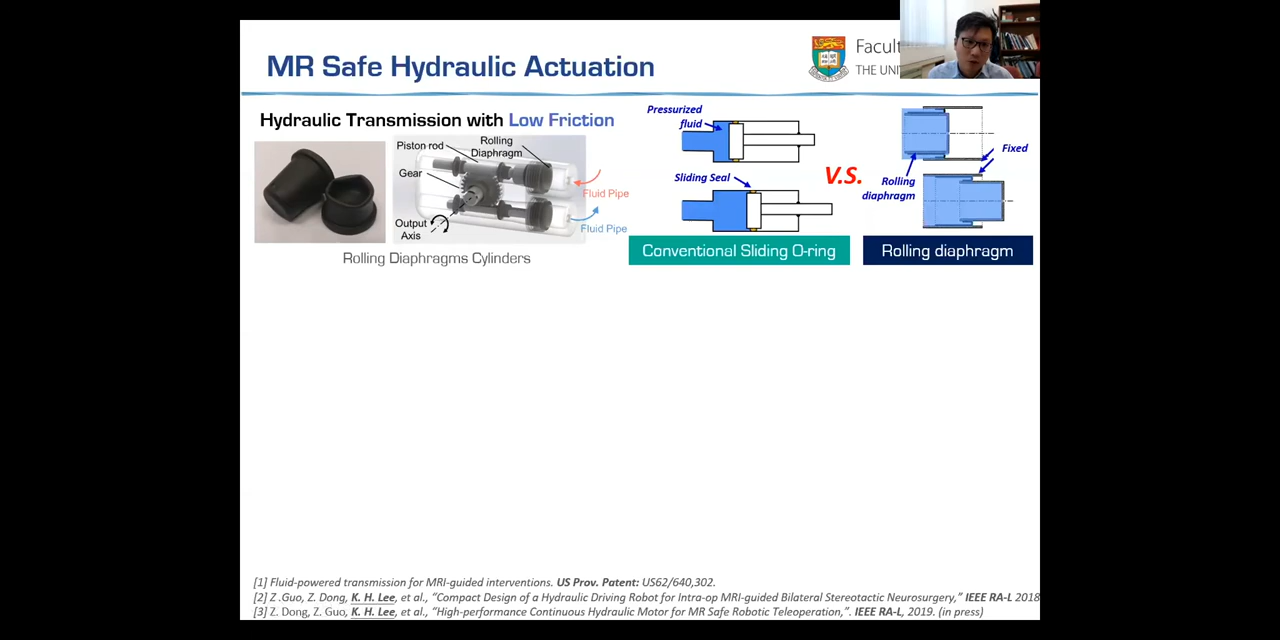 MR Safe Hydraulic Actuation
THE UNI
Hydraulic Transmission with Low Friction
Piston rod
Rolling
Diaphragm
Gear
Fluid Pipe
Output
Axis
Fluid Pipe
Rolling Diaphragms Cylinders
Pressurized
fluid
Sliding Seal
Conventional Sliding O-ring
V.S.
Rolling
diaphragm
Fixed
Rolling diaphragm
[1] Fluid-powered transmission for MRI-guided interventions. US Prov. Patent: US62/640,302.
[2] Z .Guo, Z. Dong, K. H. Lee, et al., “Compact Design of a Hydraulic Driving Robot for Intra-op MRI-guided Bilateral Stereotactic Neurosurgery,” IEEE RA-L 2018
[3] Z. Dong, Z. Guo, K. H. Lee, et al., “High-performance Continuous Hydraulic Motor for MR Safe Robotic Teleoperation,”. IEEE RA-L, 2019. (in press)